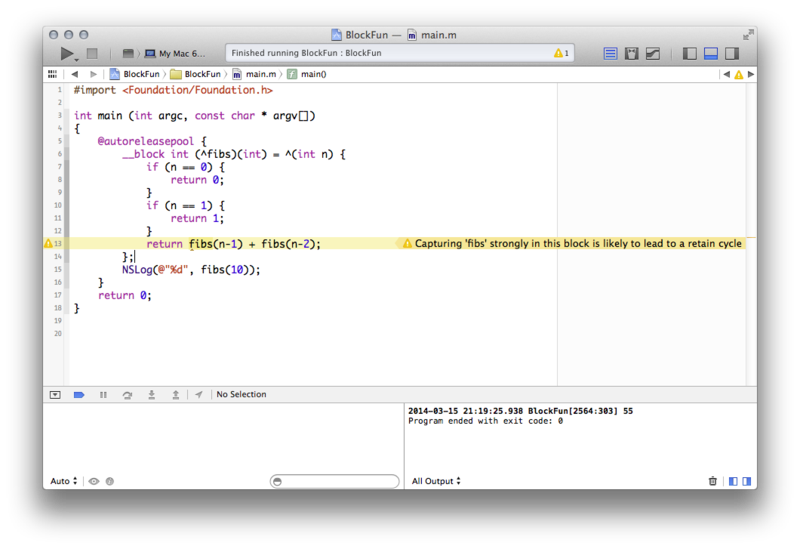 BlockFun — main.m
My Mac 6... Finished running BlockFun : BlockFun 1
BlockFun BlockFun main.m main()
1 #import <Foundation/Foundation.h>
2
3 int main (int argc, const char * argv[])
4 {
5 @autoreleasepool {
6 __block int (^fibs)(int) = ^(int n) {
7 if (n == 0) {
8 return 0;
9 }
10 if (n == 1) {
11 return 1;
12 }
13 return fibs(n-1) + fibs(n-2); Capturing 'fibs' strongly in this block is likely to lead to a retain cycle
14 };
15 NSLog(@"%d", fibs(10));
16 }
17 return 0;
18 }
19
20
No Selection
2014-03-15 21:19:25.938 BlockFun[2564:303] 55
Program ended with exit code: 0
Auto All Output